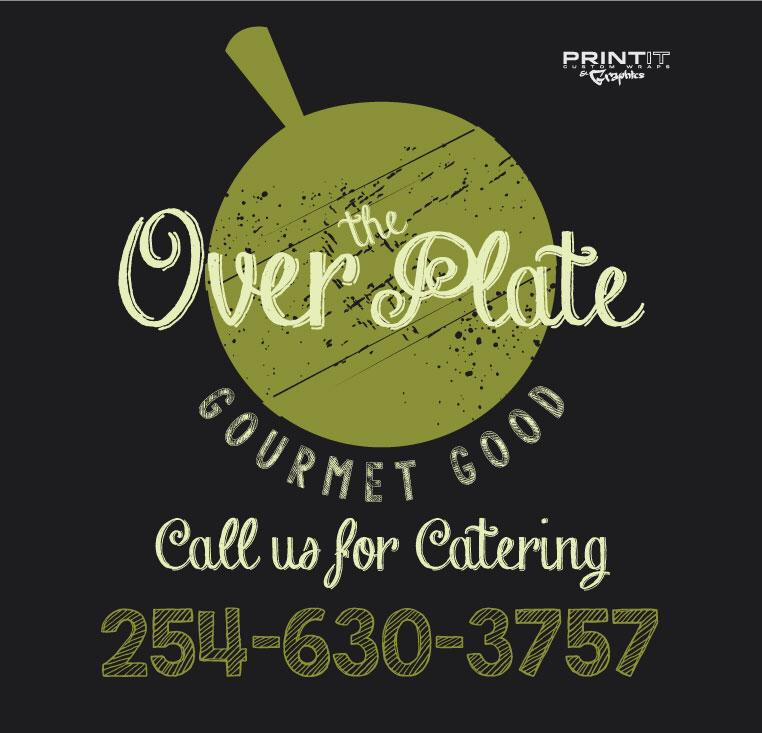 PRINTIT
CUSTOM WRAPS
& Graphics
Over the Plate
GOURMET GOOD
Call us for Catering
254-630-3757